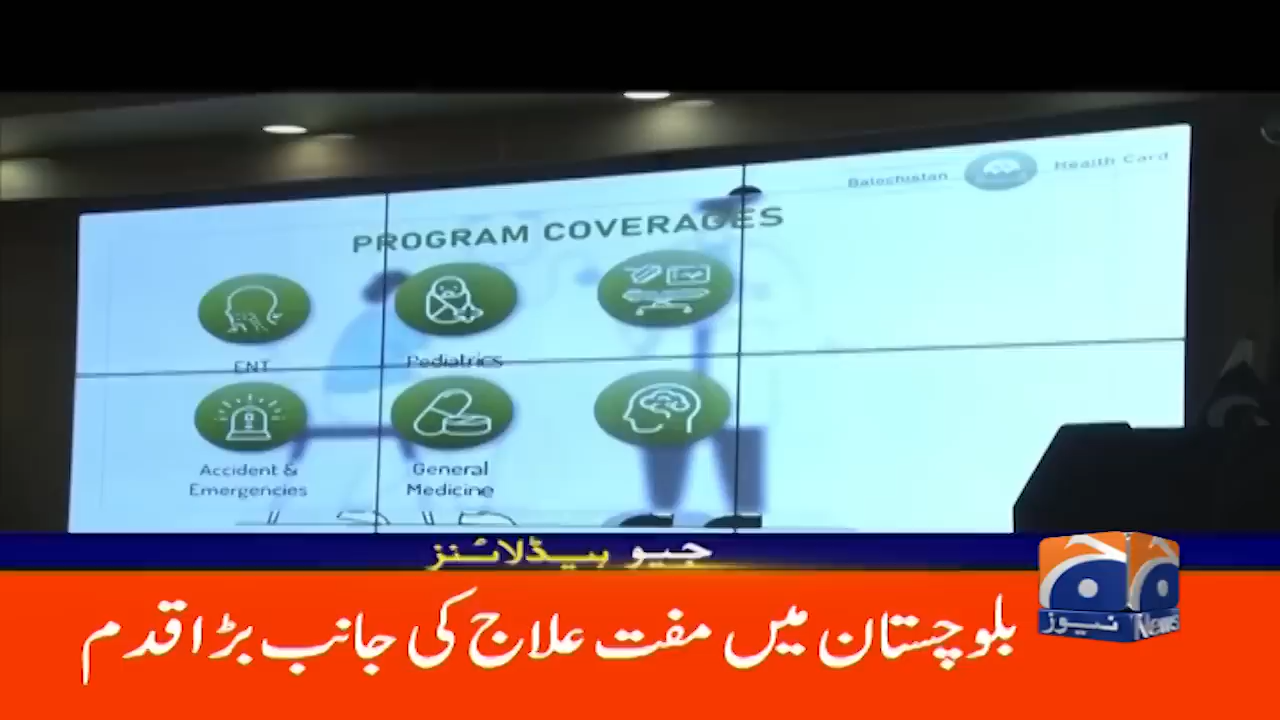 Balochistan Health Card
PROGRAM COVERAGES
ENT
Pediatrics
Accident &
Emergencies
General
Medicine
جیو ہیڈلائنز
بلوچستان میں مفت علاج کی جانب بڑا قدم
نیوز News